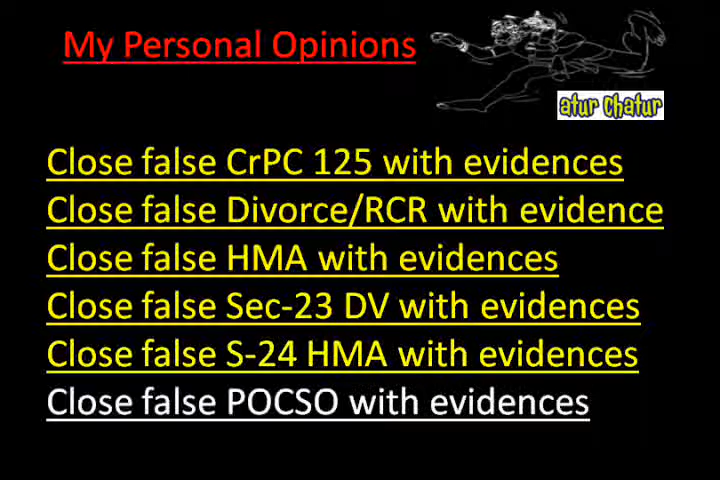 My Personal Opinions
atur Chatur
Close false CrPC 125 with evidences
Close false Divorce/RCR with evidence
Close false HMA with evidences
Close false Sec-23 DV with evidences
Close false S-24 HMA with evidences
Close false POCSO with evidences